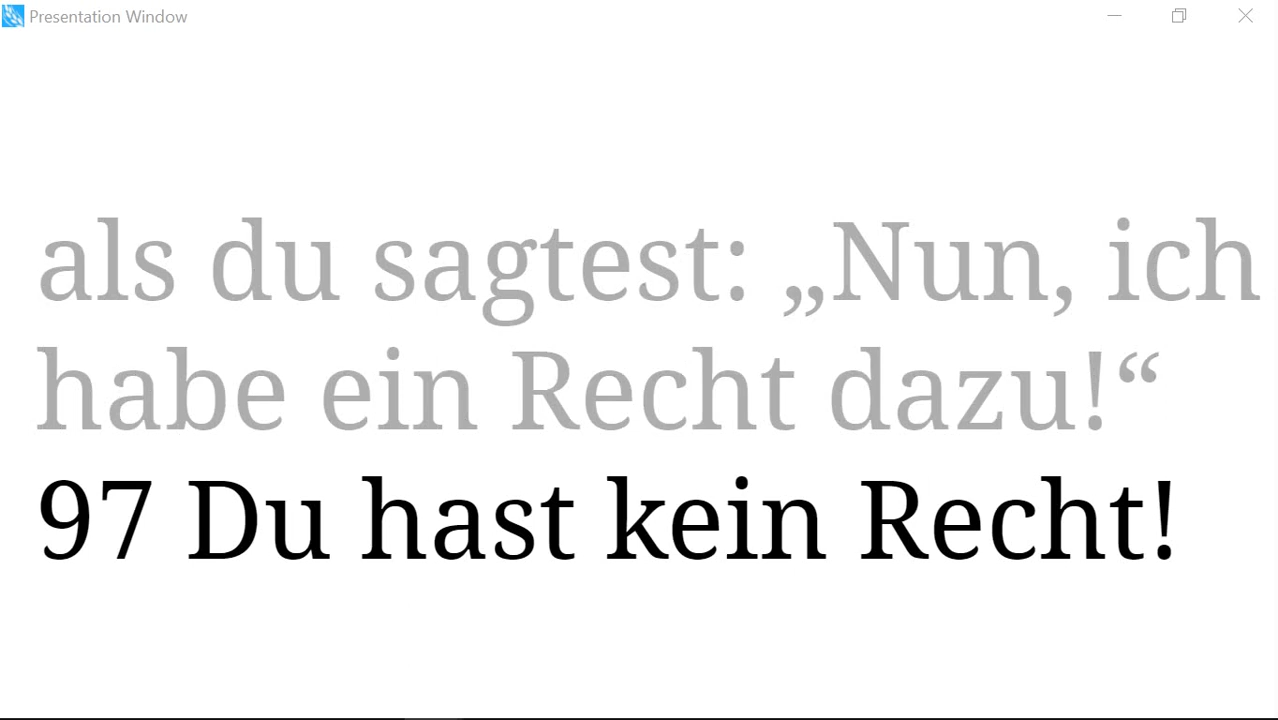 Presentation Window
als du sagtest: „Nun, ich
habe ein Recht dazu!“
97 Du hast kein Recht!